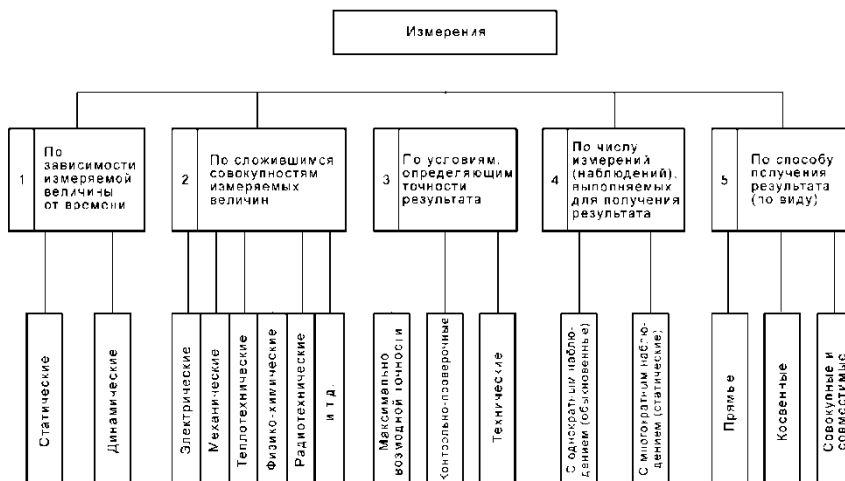 Измерения
1
По
зависимости
измеряемой
величины
от времени
2
По сложившимся
совокупностям
измеряемых
величин
3
По условиям,
определяющим
точности
результата
4
По числу
измерений
(наблюдений),
выполняемых
для получения
результата
5
По способу
получения
результата
(по виду)
Статические
Динамические
Электрические
Механические
Теплотехнические
Физико-химические
Радиотехнические
и т.д.
Максимально
возмодной точности
Контрольно-проверочные
Технические
С однократным наблю-
дением (обыкновенные)
С многократным наблю-
дением (статические)
Прямые
Косвенные
Совокупные и
совместимые